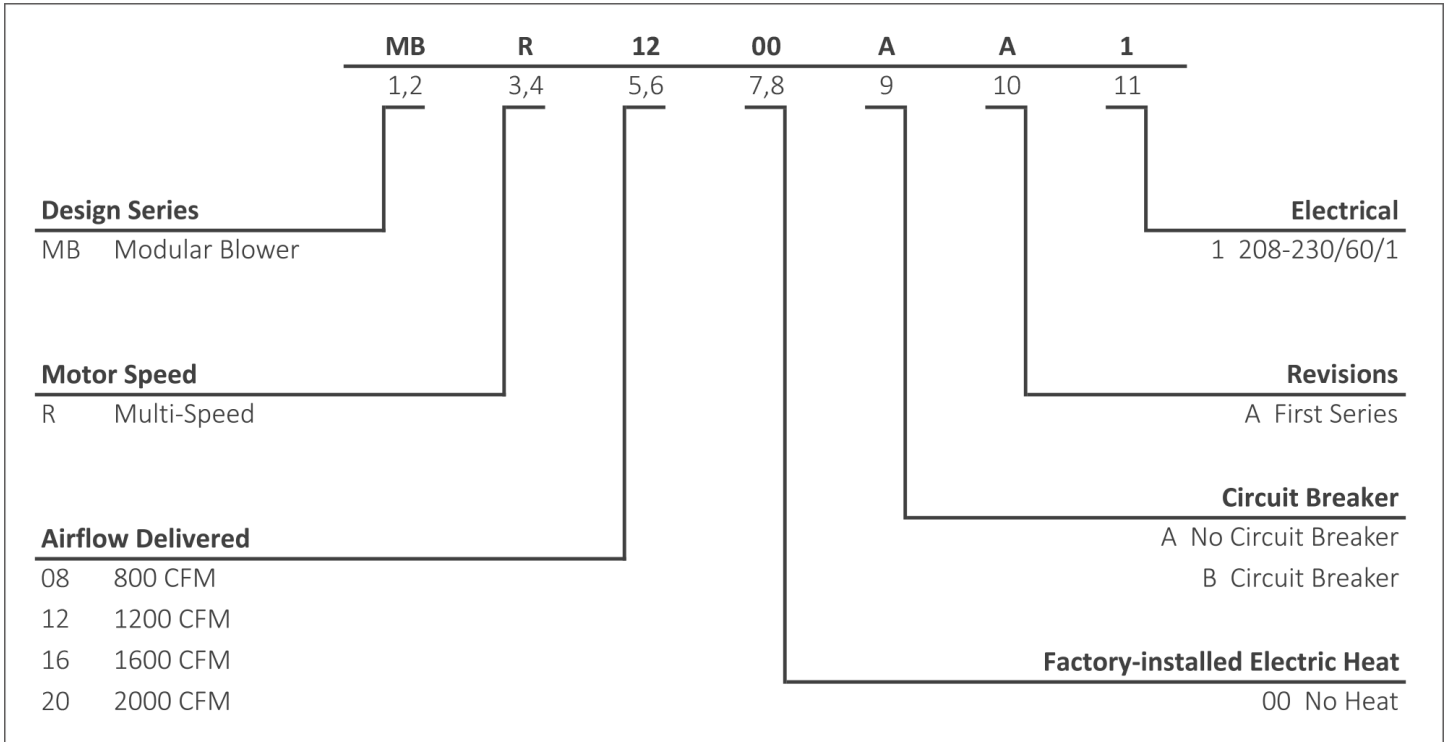 MB R 12 00 A A 1
1,2 3,4 5,6 7,8 9 10 11
Design Series
MB Modular Blower
Motor Speed
R Multi-Speed
Airflow Delivered
08 800 CFM
12 1200 CFM
16 1600 CFM
20 2000 CFM
Electrical
1 208-230/60/1
Revisions
A First Series
Circuit Breaker
A No Circuit Breaker
B Circuit Breaker
Factory-installed Electric Heat
00 No Heat